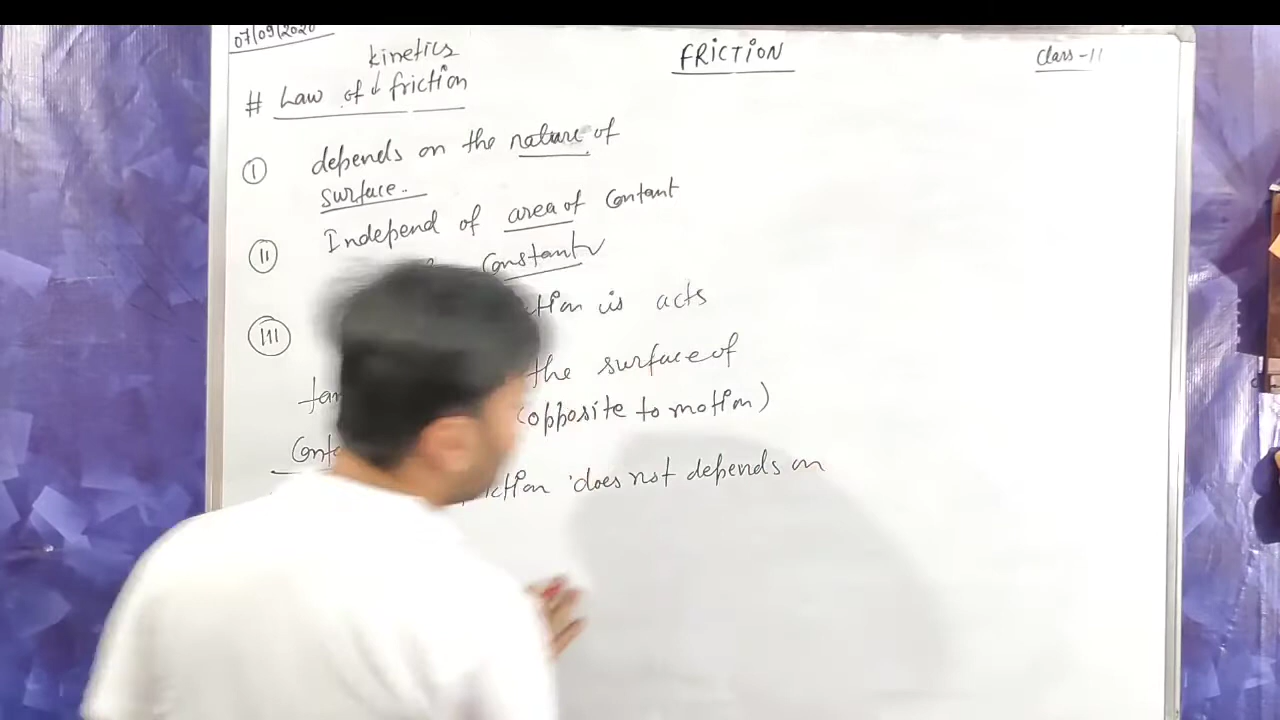 07/09/2020
kinetics
FRICTION
Class-11
# Law of ↓ friction
I depends on the nature of
surface..
II Independ of area of Contant
Constant
III is acts
the surface of
(opposite to motion)
does not depends on